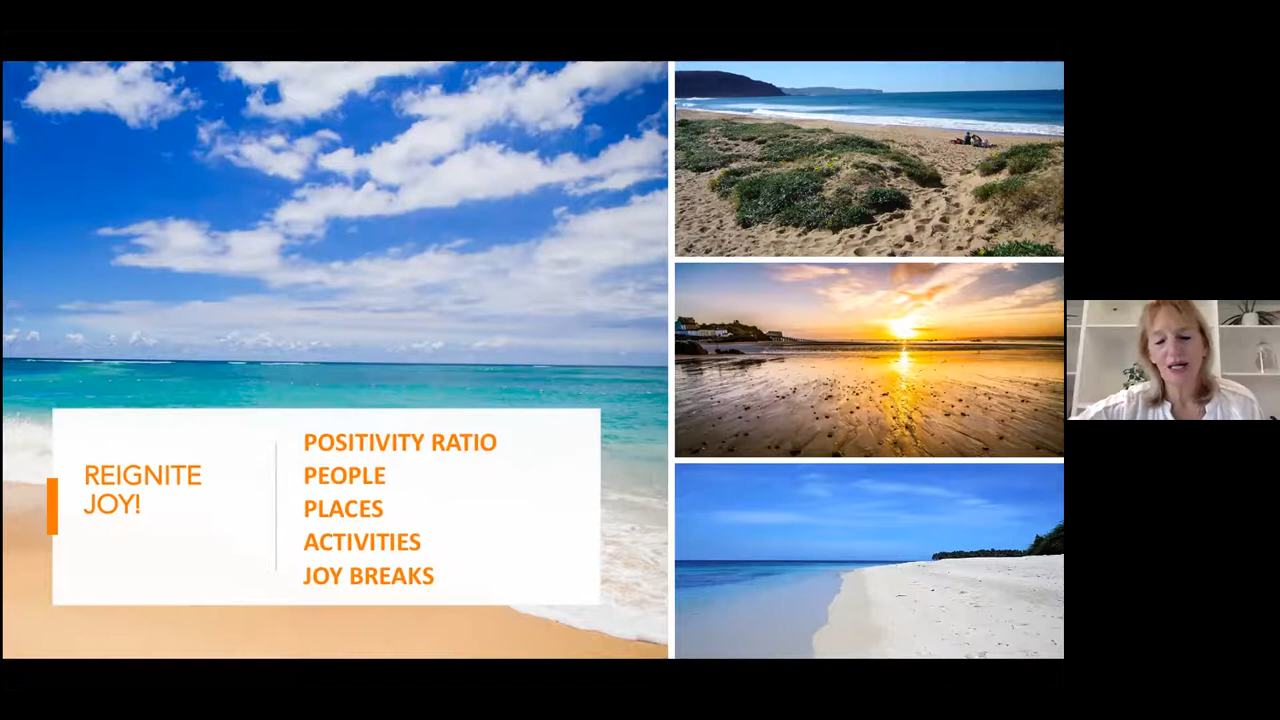 REIGNITE
JOY!
POSITIVITY RATIO
PEOPLE
PLACES
ACTIVITIES
JOY BREAKS